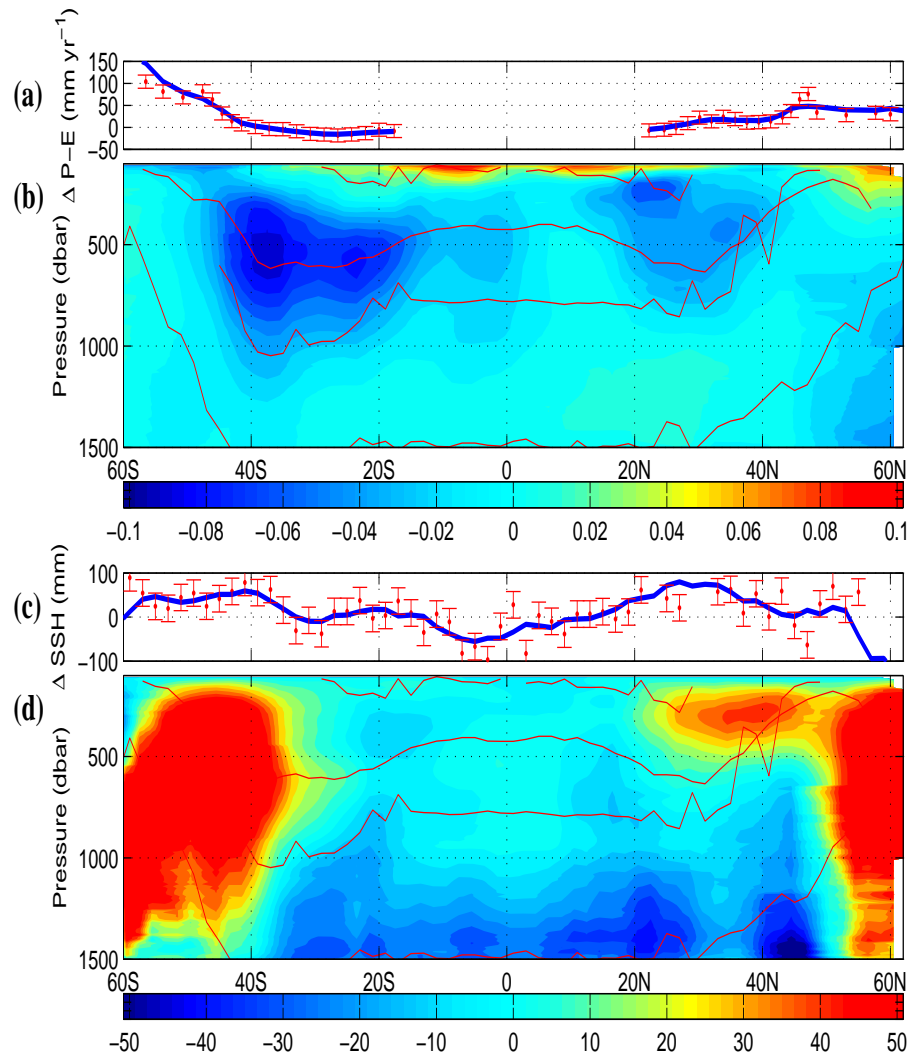 (a)
Δ P−E (mm yr−1)
150
100
50
0
−50
(b)
Pressure (dbar)
500
1000
1500
60S 40S 20S 0 20N 40N 60N
−0.1 −0.08 −0.06 −0.04 −0.02 0 0.02 0.04 0.06 0.08 0.1
(c)
Δ SSH (mm)
100
0
−100
(d)
Pressure (dbar)
500
1000
1500
60S 40S 20S 0 20N 40N 60N
−50 −40 −30 −20 −10 0 10 20 30 40 50